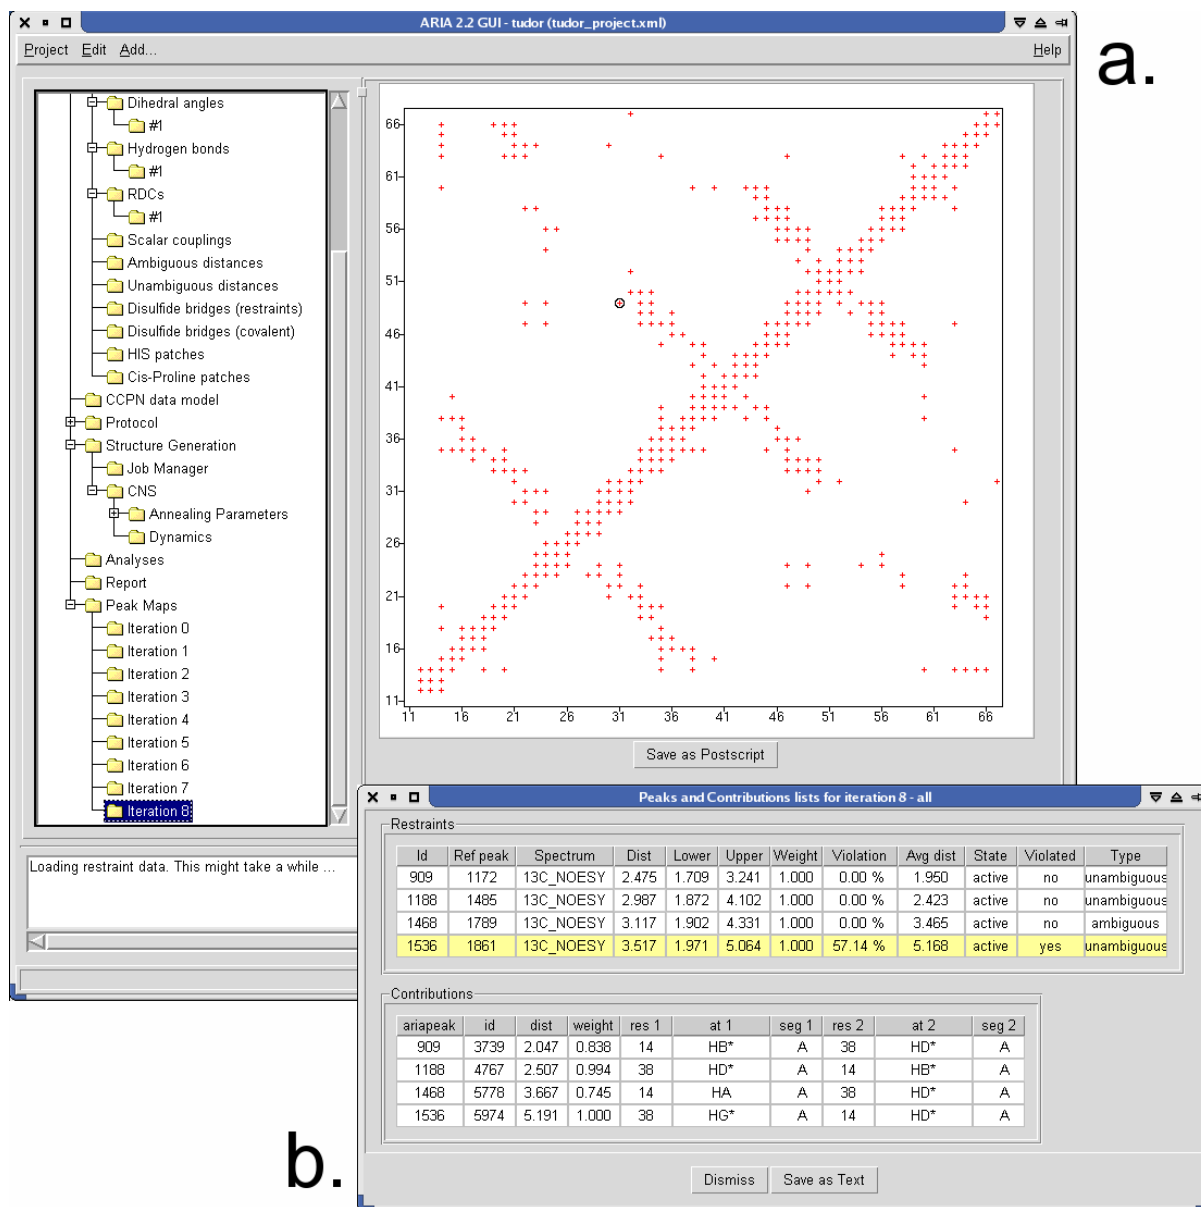 ARIA 2.2 GUI - tudor (tudor_project.xml)
Project Edit Add... Help
a.
Dihedral angles
#1
Hydrogen bonds
#1
RDCs
#1
Scalar couplings
Ambiguous distances
Unambiguous distances
Disulfide bridges (restraints)
Disulfide bridges (covalent)
HIS patches
Cis-Proline patches
CCPN data model
Protocol
Structure Generation
Job Manager
CNS
Annealing Parameters
Dynamics
Analyses
Report
Peak Maps
Iteration 0
Iteration 1
Iteration 2
Iteration 3
Iteration 4
Iteration 5
Iteration 6
Iteration 7
Iteration 8
66
61
56
51
46
41
36
31
26
21
16
11
11 16 21 26 31 36 41 46 51 56 61 66
Save as Postscript
Loading restraint data. This might take a while ...
Peaks and Contributions lists for iteration 8 - all
Restraints
Id Ref peak Spectrum Dist Lower Upper Weight Violation Avg dist State Violated Type
909 1172 13C_NOESY 2.475 1.709 3.241 1.000 0.00 % 1.950 active no unambiguous
1188 1485 13C_NOESY 2.987 1.872 4.102 1.000 0.00 % 2.423 active no unambiguous
1468 1789 13C_NOESY 3.117 1.902 4.331 1.000 0.00 % 3.465 active no ambiguous
1536 1861 13C_NOESY 3.517 1.971 5.064 1.000 57.14 % 5.168 active yes unambiguous
Contributions
ariapeak id dist weight res 1 at 1 seg 1 res 2 at 2 seg 2
909 3739 2.047 0.838 14 HB* A 38 HD* A
1188 4767 2.507 0.994 38 HD* A 14 HB* A
1468 5778 3.667 0.745 14 HA A 38 HD* A
1536 5974 5.191 1.000 38 HG* A 14 HD* A
b.
Dismiss Save as Text